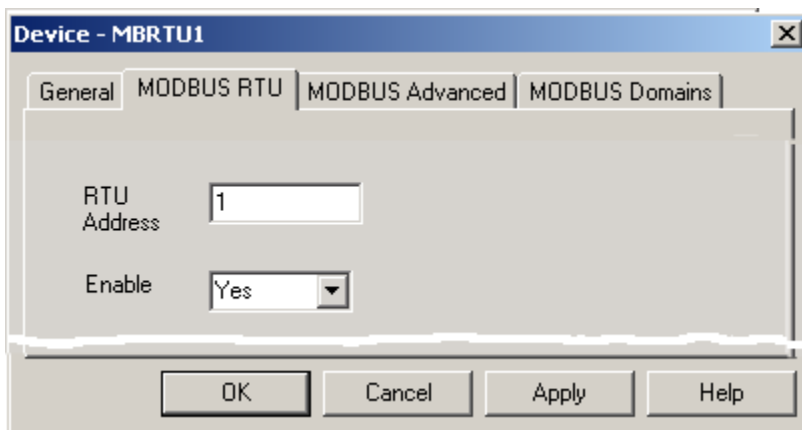 Device - MBRTU1
General MODBUS RTU MODBUS Advanced MODBUS Domains
RTU 1
Address
Enable Yes
OK Cancel Apply Help